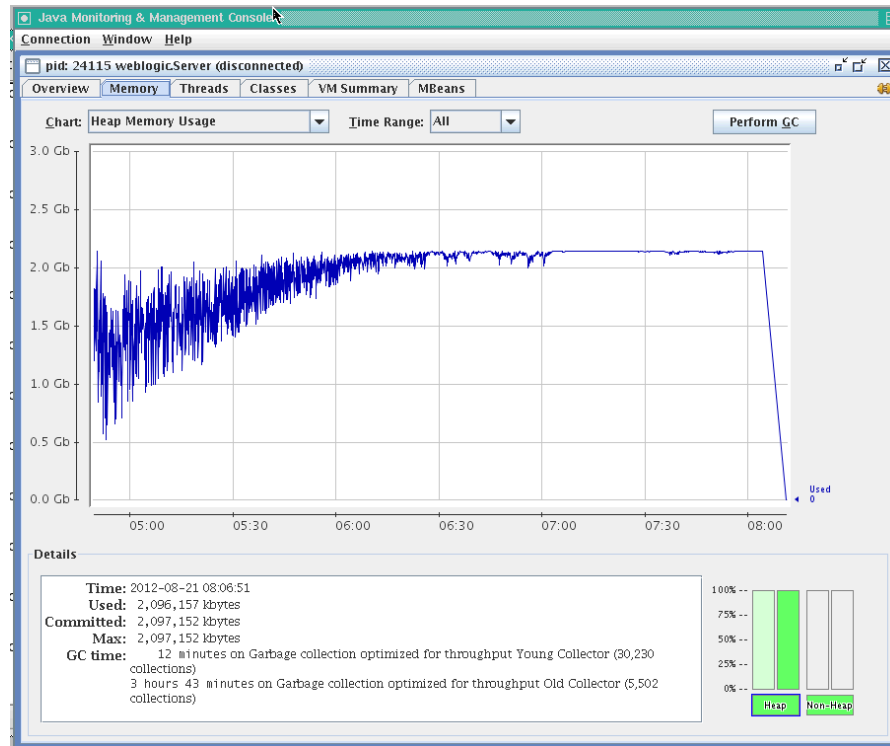 Java Monitoring & Management Console
Connection Window Help
pid: 24115 weblogic.Server (disconnected)
Overview Memory Threads Classes VM Summary MBeans
Chart: Heap Memory Usage Time Range: All Perform GC
3.0 Gb
2.5 Gb
2.0 Gb
1.5 Gb
1.0 Gb
0.5 Gb
0.0 Gb
Used
0
05:00 05:30 06:00 06:30 07:00 07:30 08:00
Details
Time: 2012-08-21 08:06:51
Used: 2,096,157 kbytes
Committed: 2,097,152 kbytes
Max: 2,097,152 kbytes
GC time: 12 minutes on Garbage collection optimized for throughput Young Collector (30,230
collections)
3 hours 43 minutes on Garbage collection optimized for throughput Old Collector (5,502
collections)
100% --
75% --
50% --
25% --
0% --
Heap Non-Heap